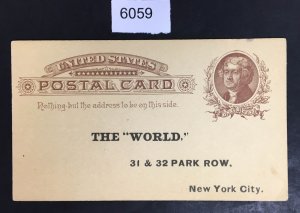 6059
UNITED STATES
POSTAL CARD
Nothing but the address to be on this side.
THE "WORLD."
31 & 32 PARK ROW,
New York City.